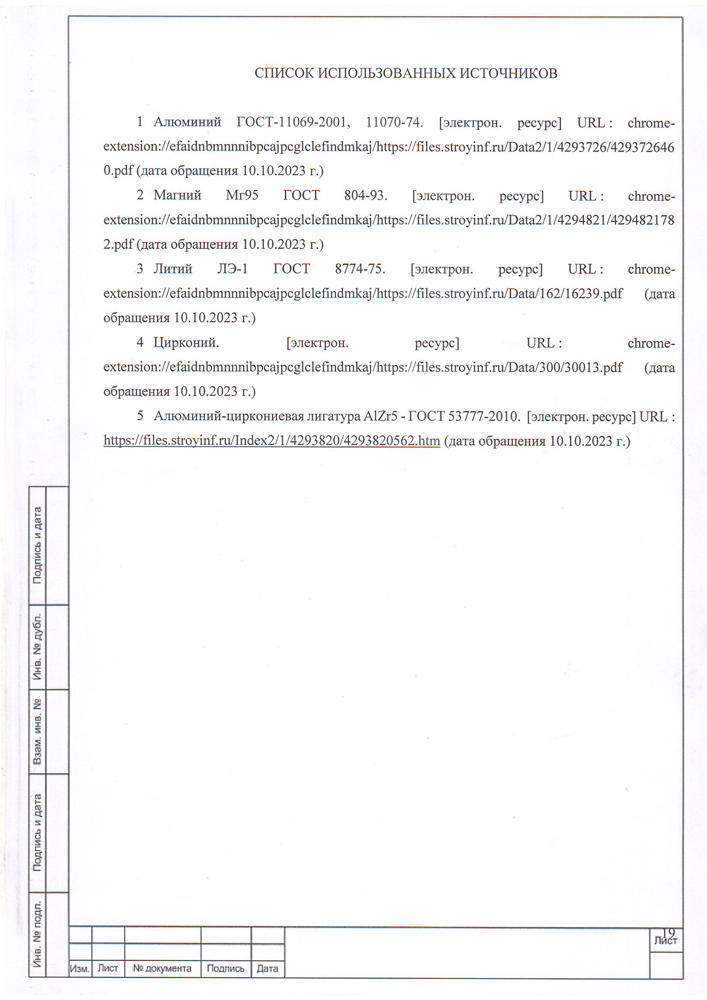 СПИСОК ИСПОЛЬЗОВАННЫХ ИСТОЧНИКОВ
1 Алюминий ГОСТ-11069-2001, 11070-74. [электрон. ресурс] URL : chrome-
extension://efaidnbmnnnibpcajpcglclefindmkaj/https://files.stroyinf.ru/Data2/1/4293726/429372646
0.pdf (дата обращения 10.10.2023 г.)
2 Магний Мг95 ГОСТ 804-93. [электрон. ресурс] URL : chrome-
extension://efaidnbmnnnibpcajpcglclefindmkaj/https://files.stroyinf.ru/Data2/1/4294821/429482178
2.pdf (дата обращения 10.10.2023 г.)
3 Литий ЛЭ-1 ГОСТ 8774-75. [электрон. ресурс] URL : chrome-
extension://efaidnbmnnnibpcajpcglclefindmkaj/https://files.stroyinf.ru/Data/162/16239.pdf (дата
обращения 10.10.2023 г.)
4 Цирконий. [электрон. ресурс] URL : chrome-
extension://efaidnbmnnnibpcajpcglclefindmkaj/https://files.stroyinf.ru/Data/300/30013.pdf (дата
обращения 10.10.2023 г.)
5 Алюминий-циркониевая лигатура AlZr5 - ГОСТ 53777-2010. [электрон. ресурс] URL :
https://files.stroyinf.ru/Index2/1/4293820/4293820562.htm (дата обращения 10.10.2023 г.)
Подпись и дата
Инв. № дубл.
Взам. инв. №
Подпись и дата
Инв. № подл.
19
Лист
Изм. Лист № документа Подпись Дата